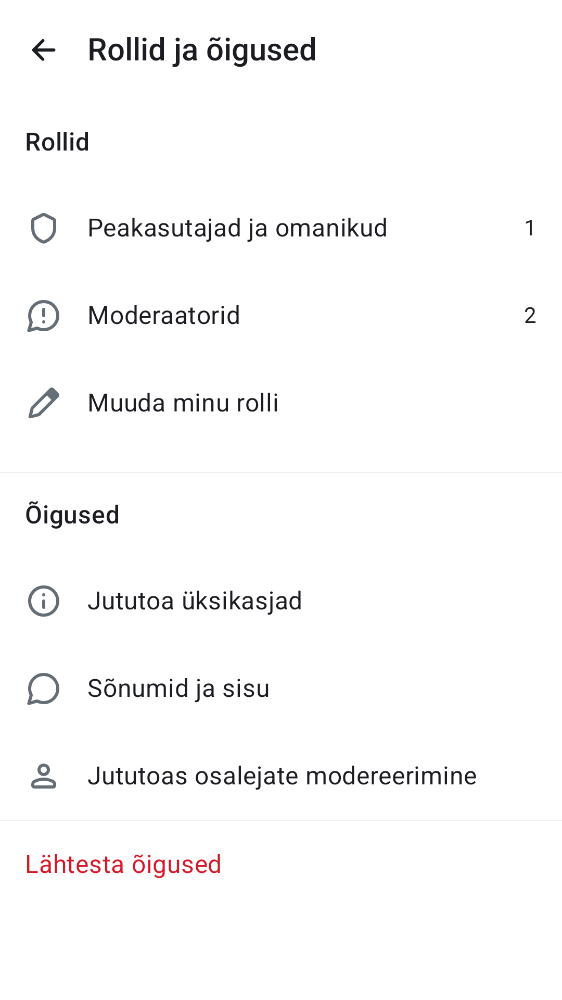 Rollid ja õigused
Rollid
Peakasutajad ja omanikud 1
Moderaatorid 2
Muuda minu rolli
Õigused
Jututoa üksikasjad
Sõnumid ja sisu
Jututoas osalejate modereerimine
Lähtesta õigused